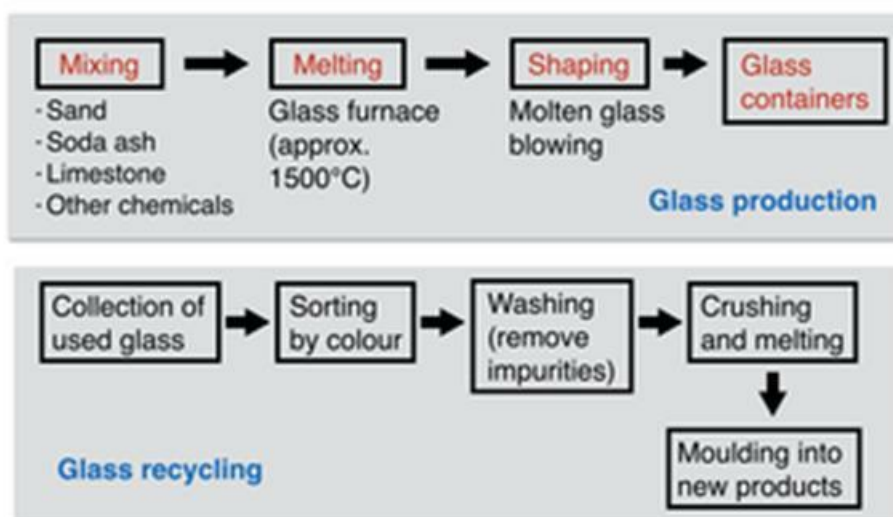 Mixing
- Sand
- Soda ash
- Limestone
- Other chemicals
Melting
Glass furnace
(approx.
1500°C)
Shaping
Molten glass
blowing
Glass
containers
Glass production
Collection of
used glass
Sorting
by colour
Washing
(remove
impurities)
Crushing
and melting
Moulding into
new products
Glass recycling